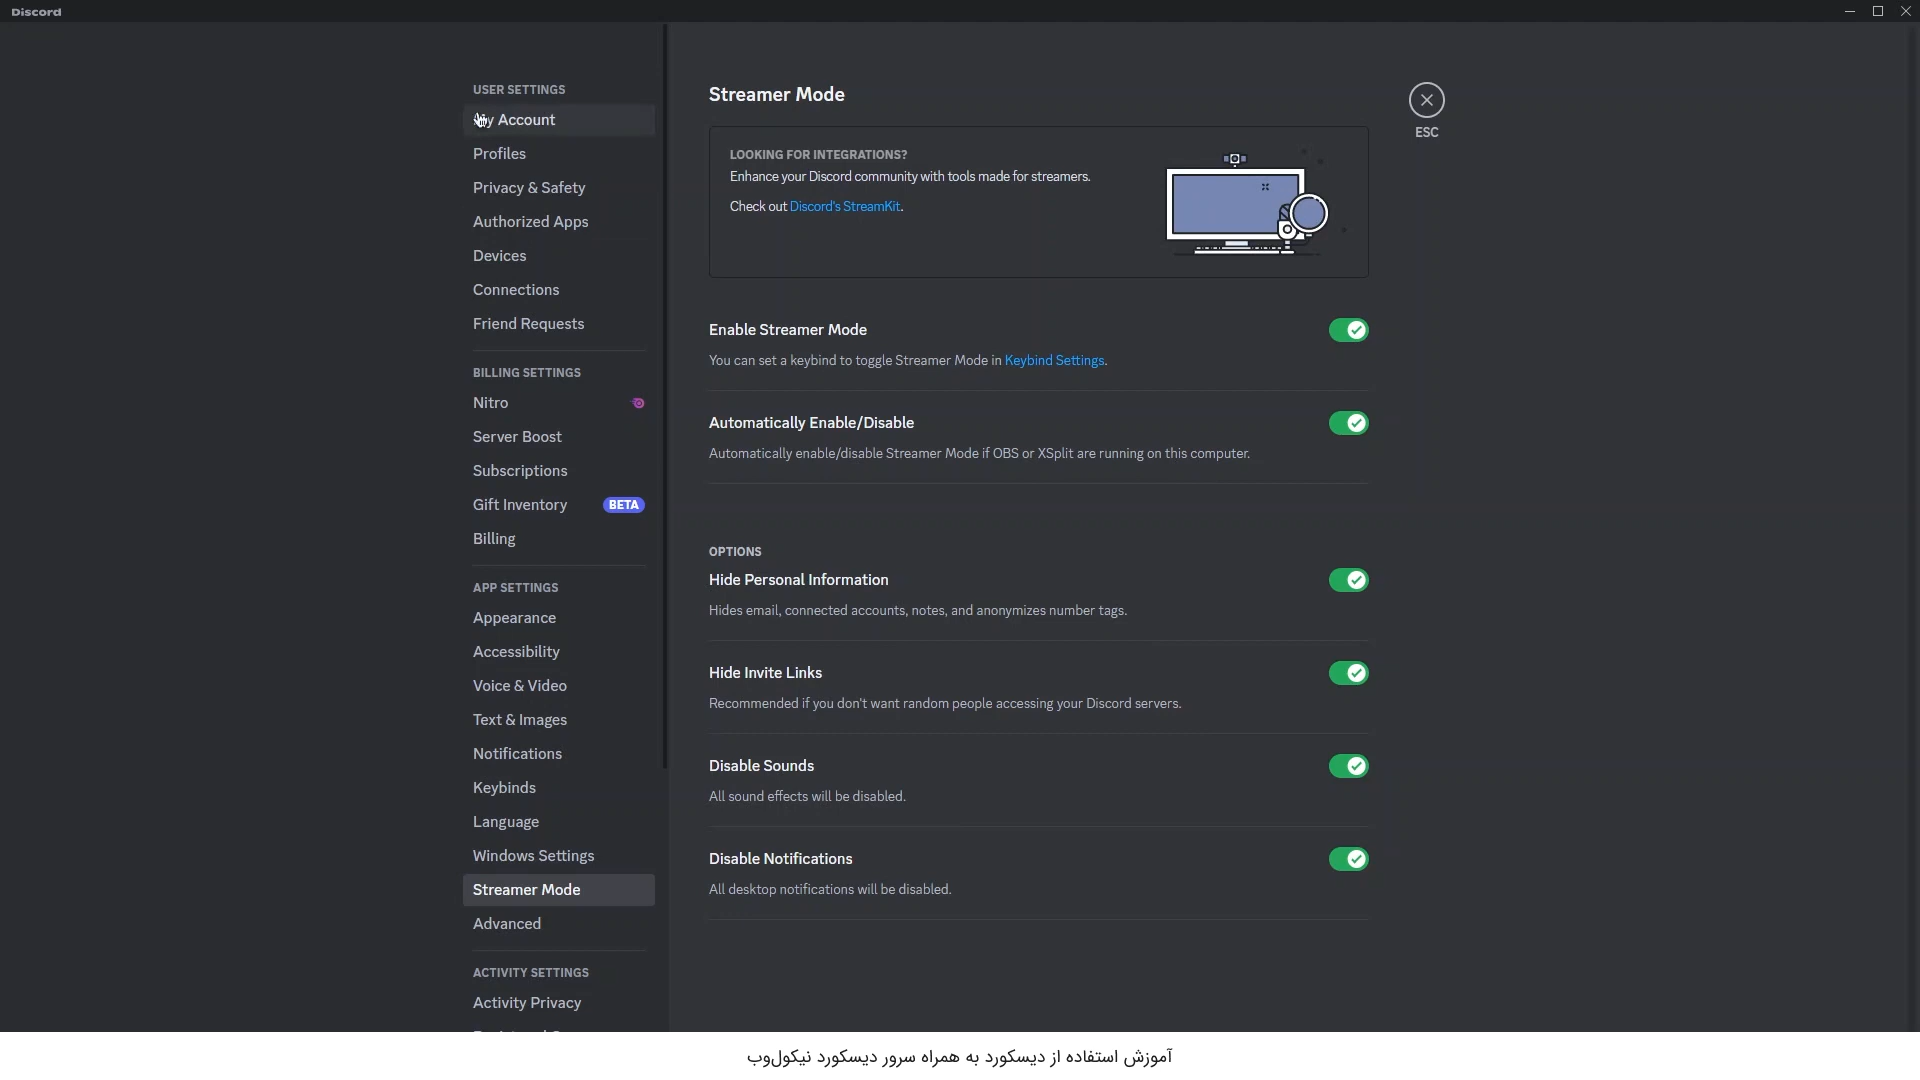 Discord
USER SETTINGS
My Account
Profiles
Privacy & Safety
Authorized Apps
Devices
Connections
Friend Requests
BILLING SETTINGS
Nitro
Server Boost
Subscriptions
Gift Inventory BETA
Billing
APP SETTINGS
Appearance
Accessibility
Voice & Video
Text & Images
Notifications
Keybinds
Language
Windows Settings
Streamer Mode
Advanced
ACTIVITY SETTINGS
Activity Privacy
Streamer Mode
LOOKING FOR INTEGRATIONS?
Enhance your Discord community with tools made for streamers.
Check out Discord's StreamKit.
ESC
Enable Streamer Mode
You can set a keybind to toggle Streamer Mode in Keybind Settings.
Automatically Enable/Disable
Automatically enable/disable Streamer Mode if OBS or XSplit are running on this computer.
OPTIONS
Hide Personal Information
Hides email, connected accounts, notes, and anonymizes number tags.
Hide Invite Links
Recommended if you don't want random people accessing your Discord servers.
Disable Sounds
All sound effects will be disabled.
Disable Notifications
All desktop notifications will be disabled.
آموزش استفاده از دیسکورد به همراه سرور دیسکورد نیکول‌وب